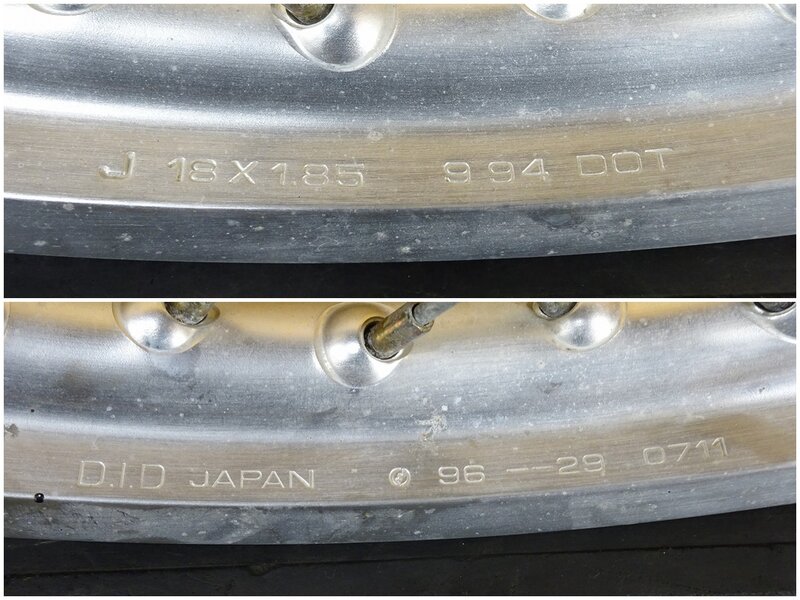 J 18X1.85 9 94 DOT
D.I.D JAPAN 96 --29 0711